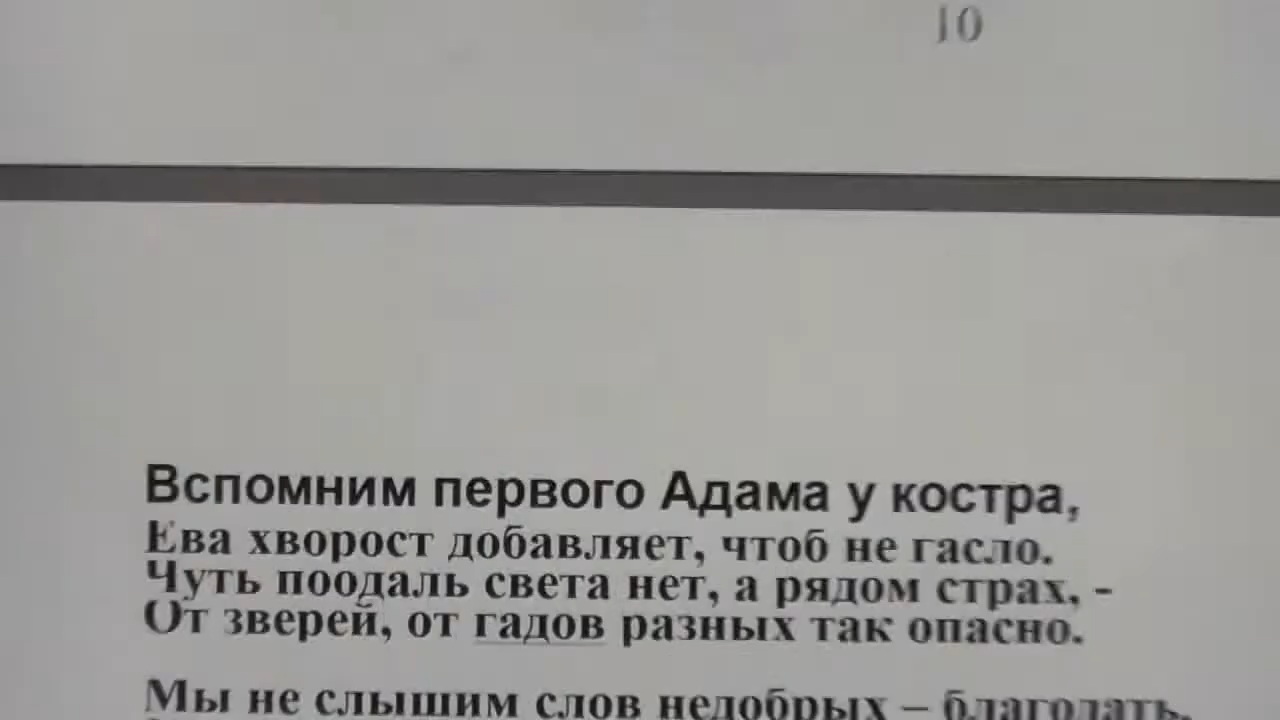 10
Вспомним первого Адама у костра,
Ева хворост добавляет, чтоб не гасло.
Чуть поодаль света нет, а рядом страх, -
От зверей, от гадов разных так опасно.
Мы не слышим слов недобрых – благодать,